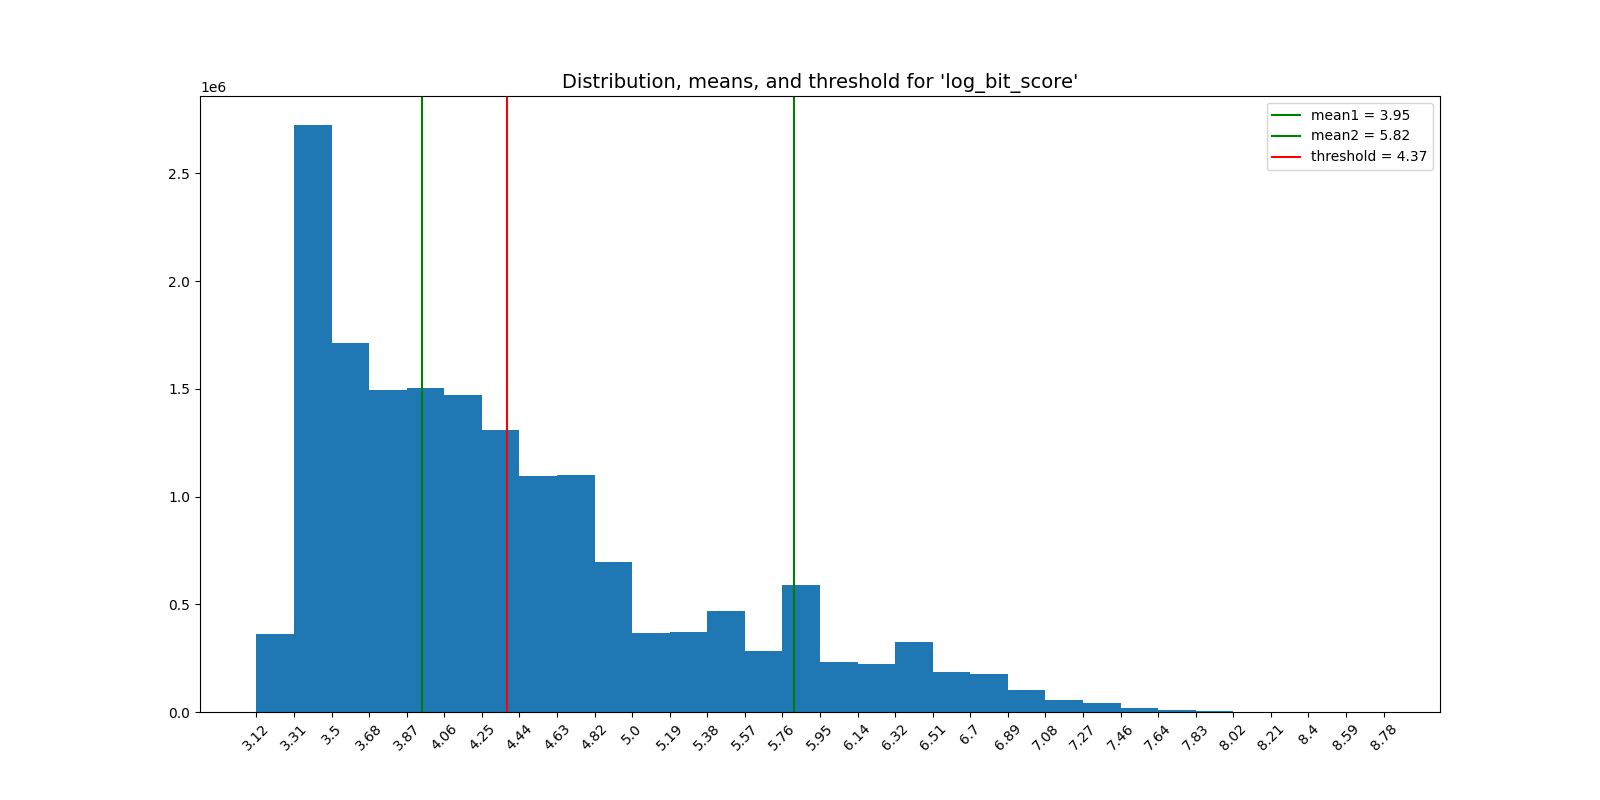 Distribution, means, and threshold for 'log_bit_score'
1e6
mean1 = 3.95
mean2 = 5.82
threshold = 4.37
2.5
2.0
1.5
1.0
0.5
0.0
3.12 3.31 3.5 3.68 3.87 4.06 4.25 4.44 4.63 4.82 5.0 5.19 5.38 5.57 5.76 5.95 6.14 6.32 6.51 6.7 6.89 7.08 7.27 7.46 7.64 7.83 8.02 8.21 8.4 8.59 8.78